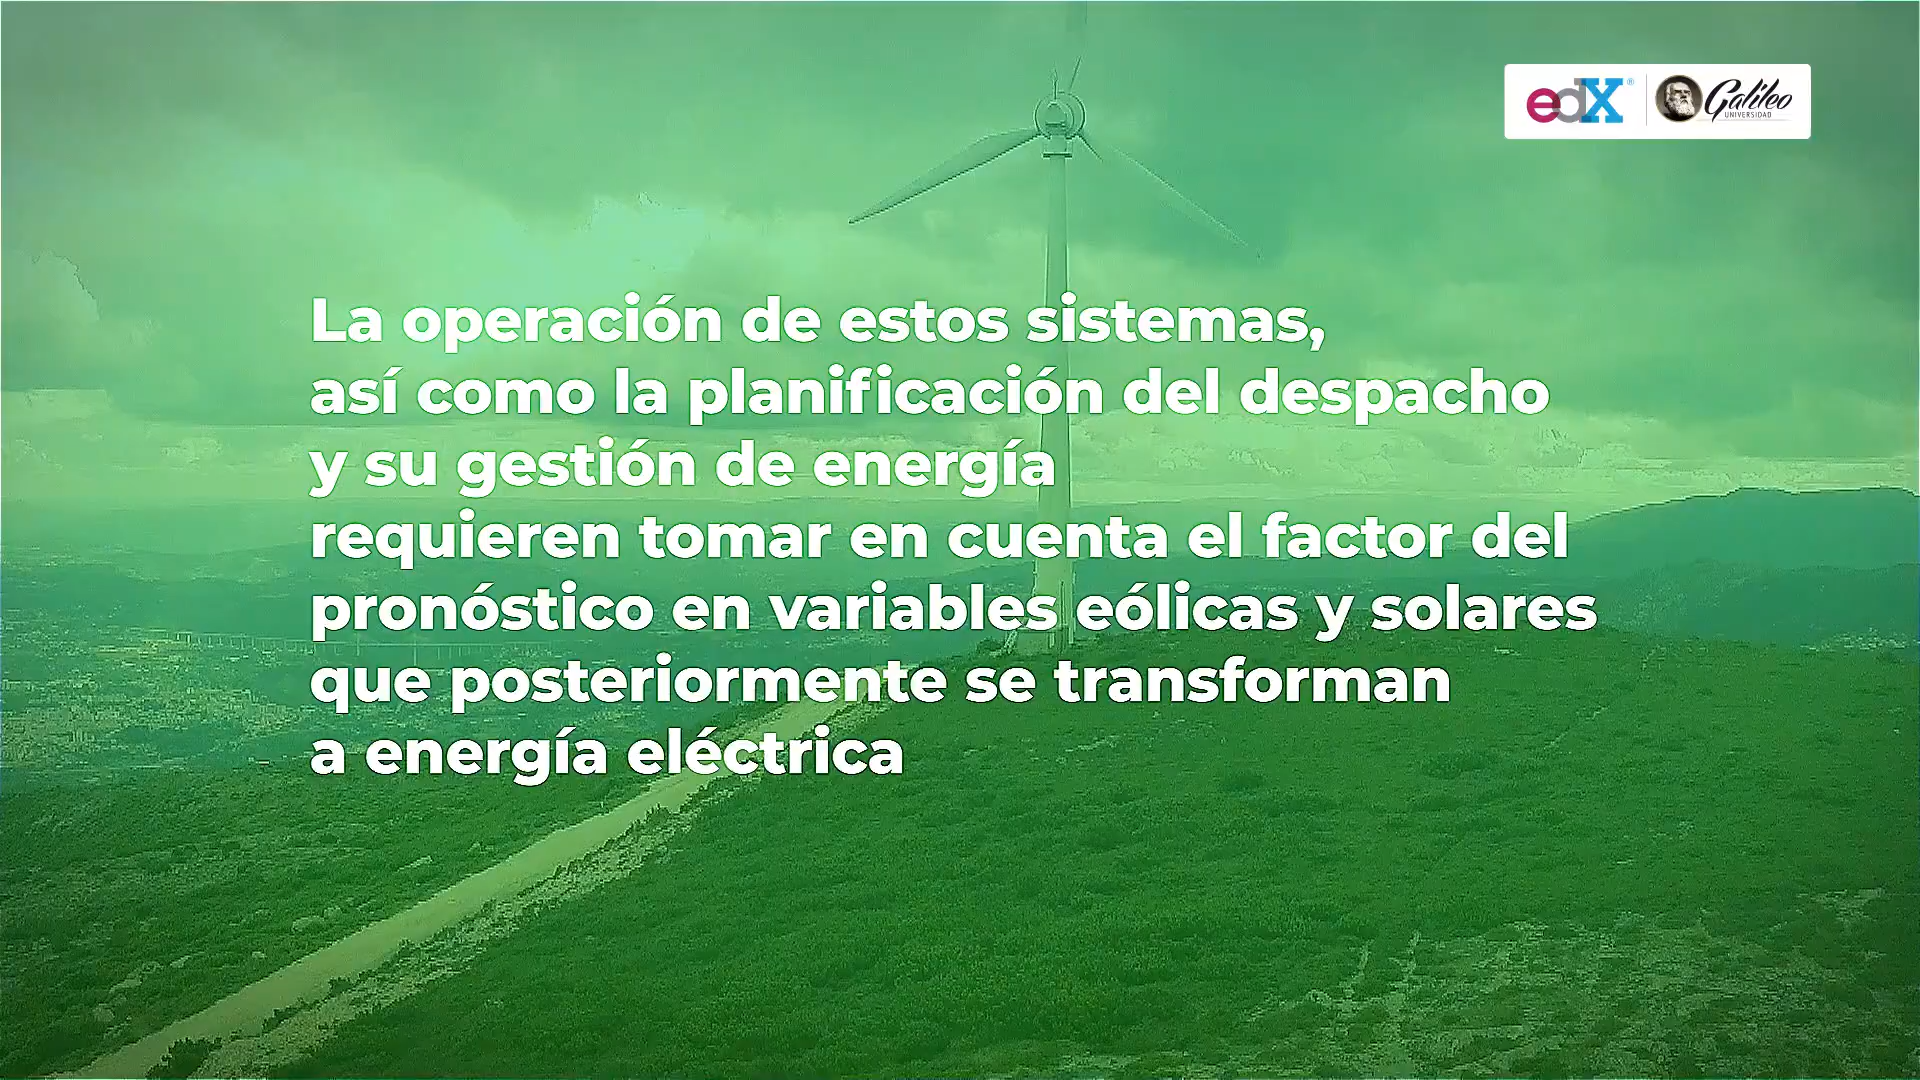 edX
Galileo
UNIVERSIDAD
La operación de estos sistemas,
así como la planificación del despacho
y su gestión de energía
requieren tomar en cuenta el factor del
pronóstico en variables eólicas y solares
que posteriormente se transforman
a energía eléctrica